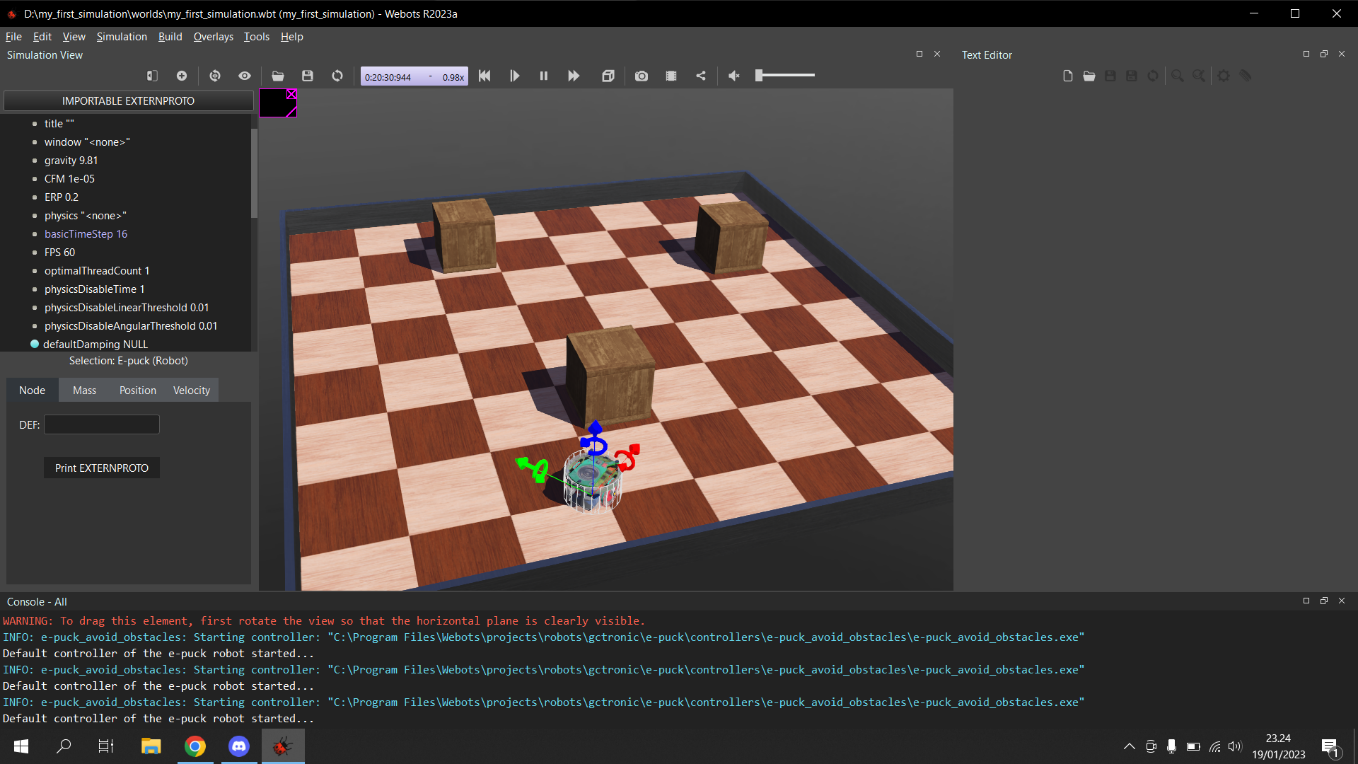 D:\my_first_simulation\worlds\my_first_simulation.wbt (my_first_simulation) - Webots R2023a
File Edit View Simulation Build Overlays Tools Help
Simulation View
Text Editor
0:20:30:944 - 0.98x
IMPORTABLE EXTERNPROTO
title ""
window "<none>"
gravity 9.81
CFM 1e-05
ERP 0.2
physics "<none>"
basicTimeStep 16
FPS 60
optimalThreadCount 1
physicsDisableTime 1
physicsDisableLinearThreshold 0.01
physicsDisableAngularThreshold 0.01
defaultDamping NULL
Selection: E-puck (Robot)
Node Mass Position Velocity
DEF:
Print EXTERNPROTO
Console - All
WARNING: To drag this element, first rotate the view so that the horizontal plane is clearly visible.
INFO: e-puck_avoid_obstacles: Starting controller: "C:\Program Files\Webots\projects\robots\gctronic\e-puck\controllers\e-puck_avoid_obstacles\e-puck_avoid_obstacles.exe"
Default controller of the e-puck robot started...
INFO: e-puck_avoid_obstacles: Starting controller: "C:\Program Files\Webots\projects\robots\gctronic\e-puck\controllers\e-puck_avoid_obstacles\e-puck_avoid_obstacles.exe"
Default controller of the e-puck robot started...
INFO: e-puck_avoid_obstacles: Starting controller: "C:\Program Files\Webots\projects\robots\gctronic\e-puck\controllers\e-puck_avoid_obstacles\e-puck_avoid_obstacles.exe"
Default controller of the e-puck robot started...
23.24
19/01/2023
1